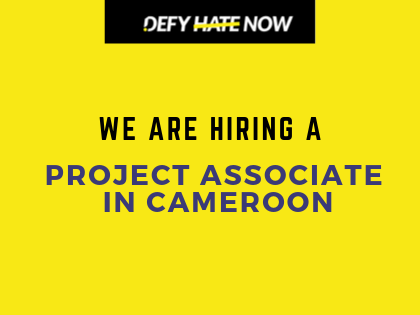 DEFY HATE NOW
WE ARE HIRING A
PROJECT ASSOCIATE
IN CAMEROON